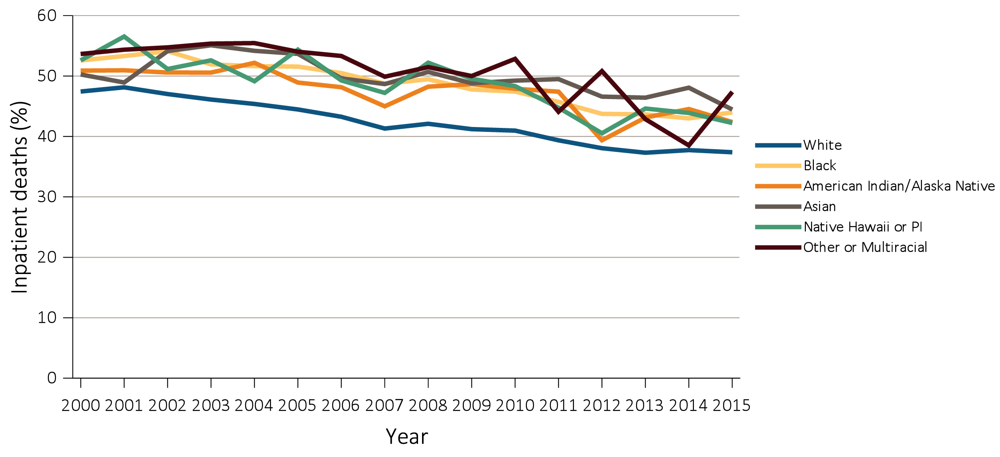 60
50
40
30
20
10
0
Inpatient deaths (%)
2000 2001 2002 2003 2004 2005 2006 2007 2008 2009 2010 2011 2012 2013 2014 2015
Year
White
Black
American Indian/Alaska Native
Asian
Native Hawaii or PI
Other or Multiracial